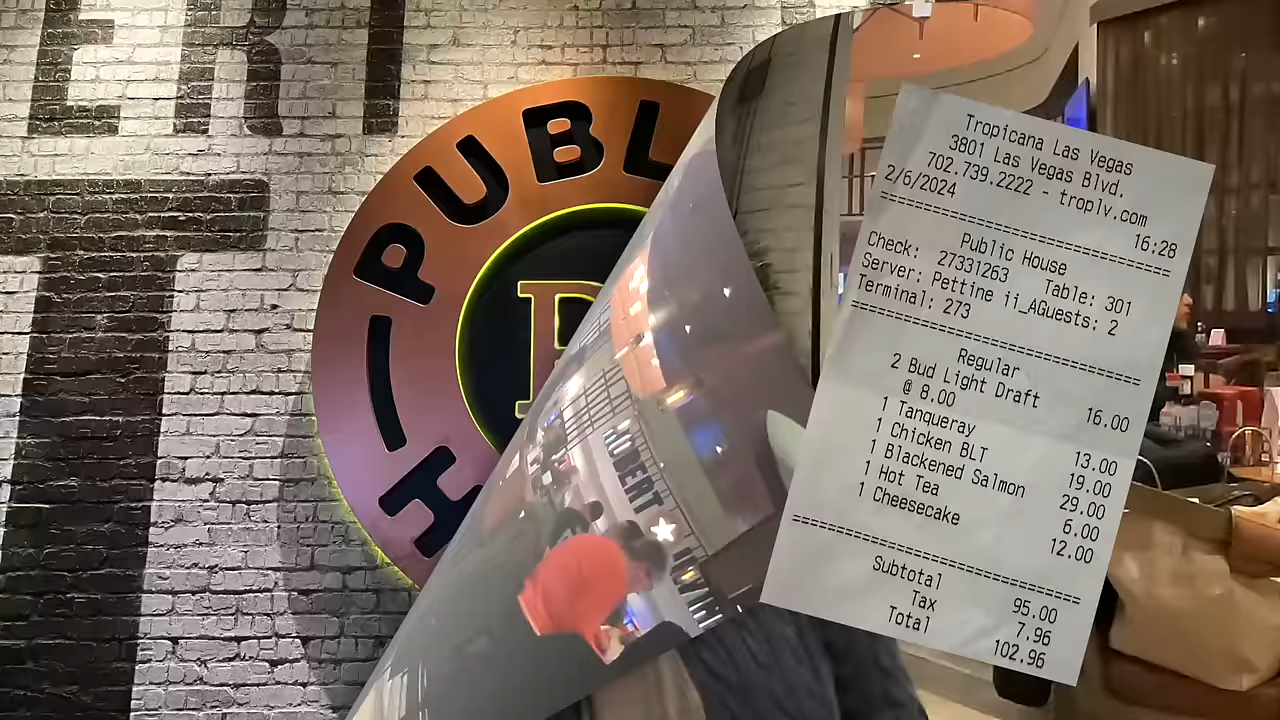 ERT
T
PUBL
H
P
UBERT
Tropicana Las Vegas
3801 Las Vegas Blvd.
702.739.2222 - troplv.com
2/6/2024 16:28
Public House
Check: 27331263 Table: 301
Server: Pettine ii_AGuests: 2
Terminal: 273
Regular
2 Bud Light Draft 16.00
@ 8.00
1 Tanqueray 13.00
1 Chicken BLT 19.00
1 Blackened Salmon 29.00
1 Hot Tea 6.00
1 Cheesecake 12.00
Subtotal 95.00
Tax 7.96
Total 102.96